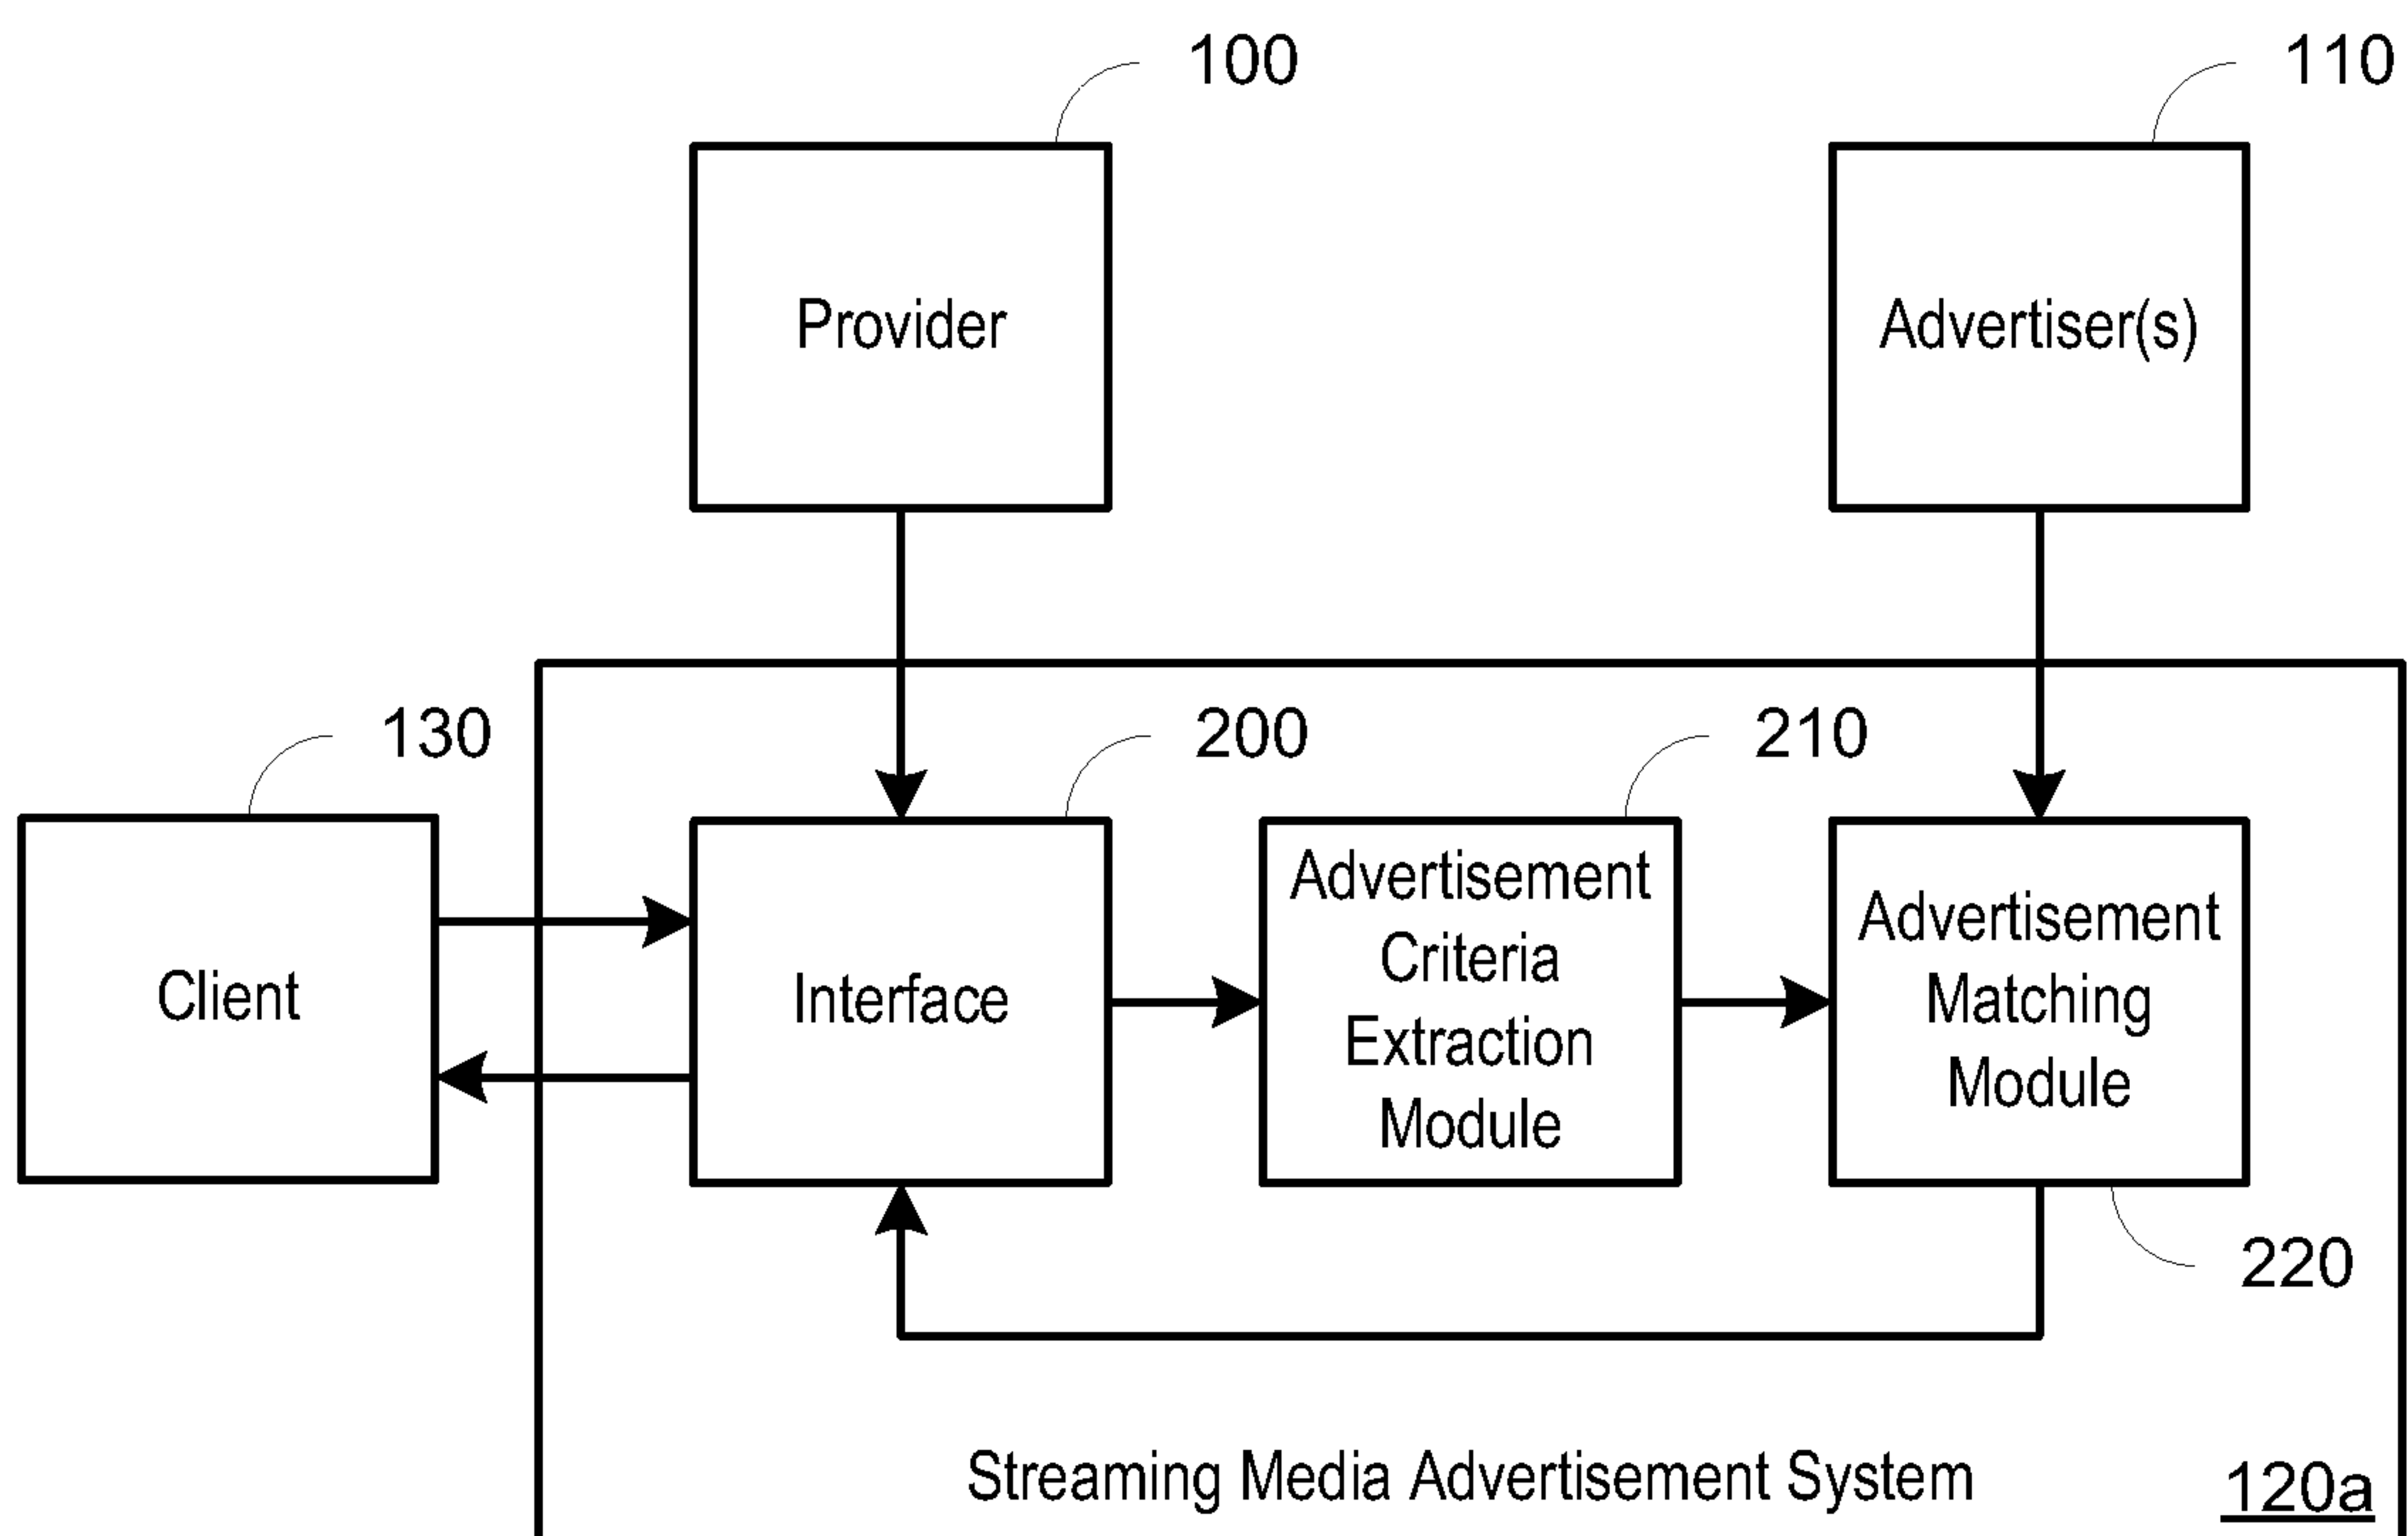 100
110
Provider
Advertiser(s)
130
200
210
Client
Interface
Advertisement
Criteria
Extraction
Module
Advertisement
Matching
Module
220
Streaming Media Advertisement System
120a